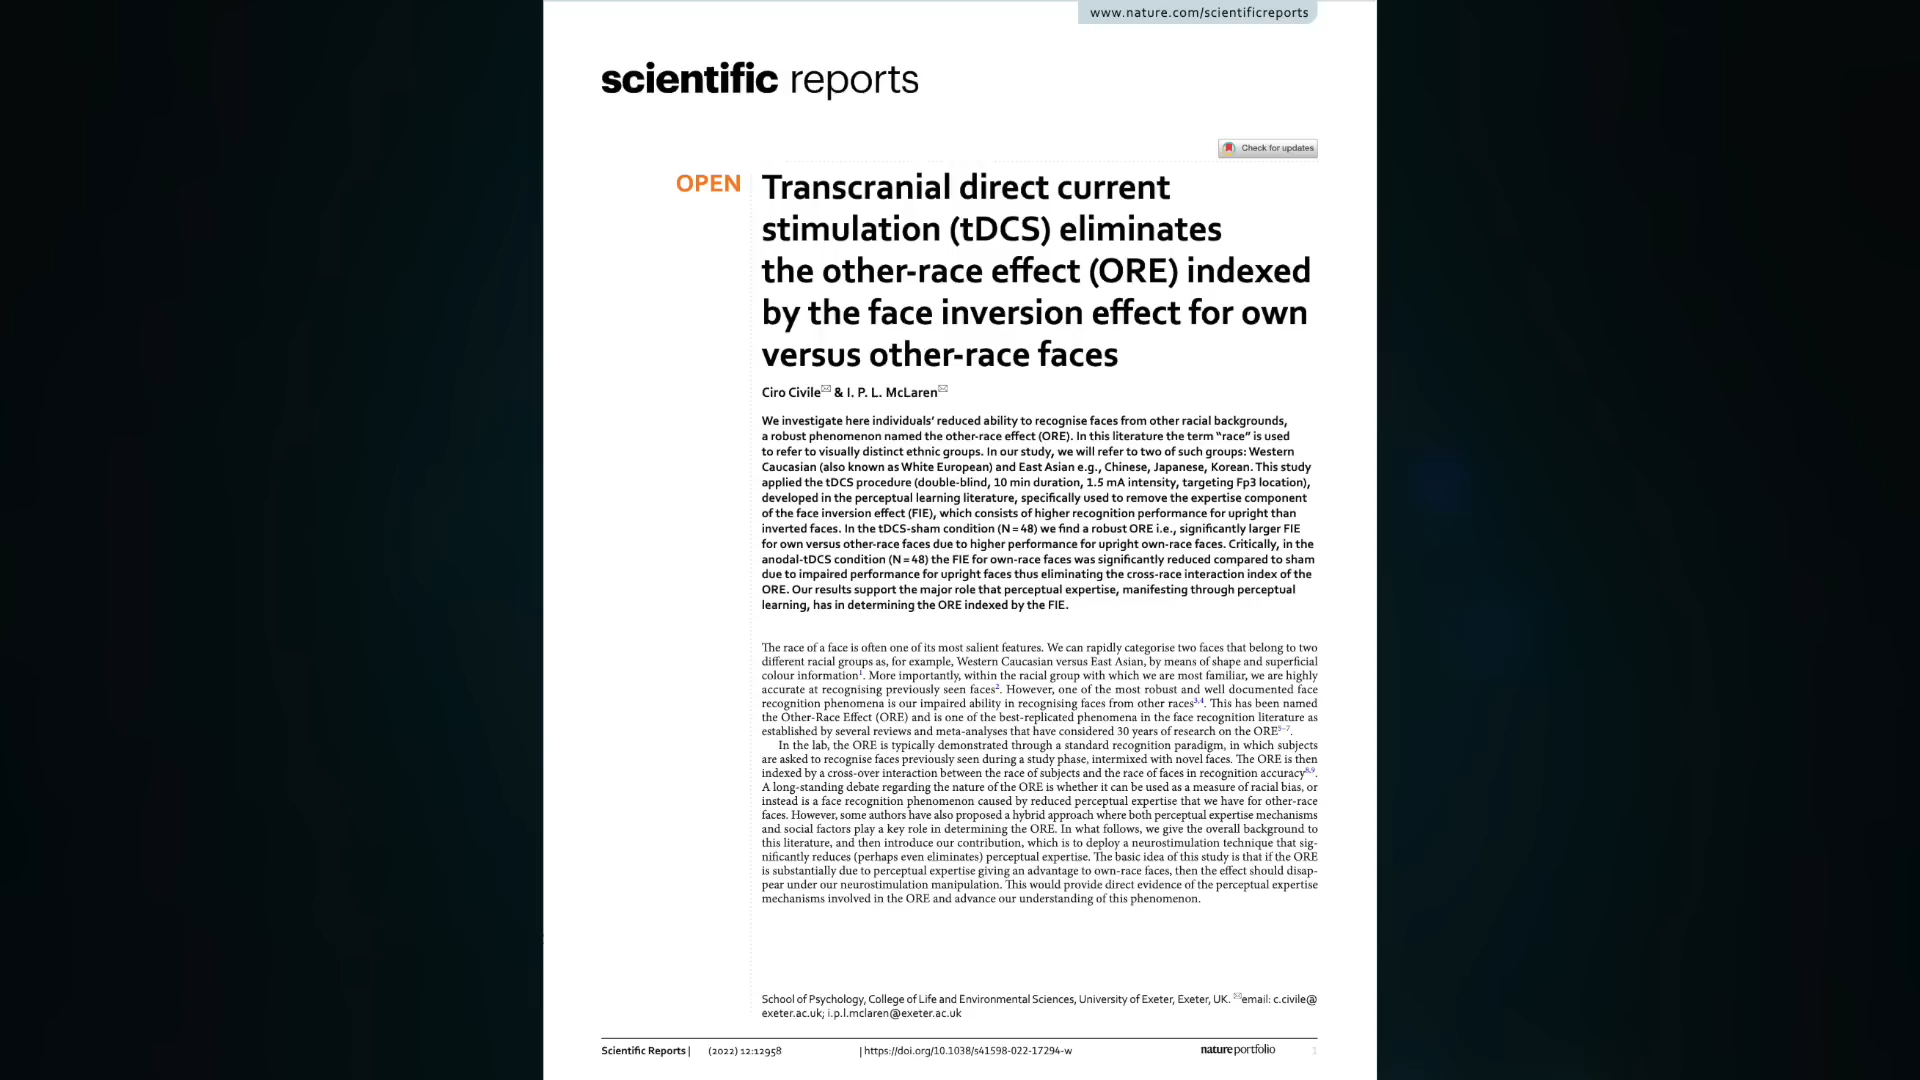 www.nature.com/scientificreports
scientific reports
Check for updates
OPEN
Transcranial direct current
stimulation (tDCS) eliminates
the other-race effect (ORE) indexed
by the face inversion effect for own
versus other-race faces
Ciro Civile & I. P. L. McLaren
We investigate here individuals’ reduced ability to recognise faces from other racial backgrounds,
a robust phenomenon named the other-race effect (ORE). In this literature the term “race” is used
to refer to visually distinct ethnic groups. In our study, we will refer to two of such groups: Western
Caucasian (also known as White European) and East Asian e.g., Chinese, Japanese, Korean. This study
applied the tDCS procedure (double-blind, 10 min duration, 1.5 mA intensity, targeting Fp3 location),
developed in the perceptual learning literature, specifically used to remove the expertise component
of the face inversion effect (FIE), which consists of higher recognition performance for upright than
inverted faces. In the tDCS-sham condition (N = 48) we find a robust ORE i.e., significantly larger FIE
for own versus other-race faces due to higher performance for upright own-race faces. Critically, in the
anodal-tDCS condition (N = 48) the FIE for own-race faces was significantly reduced compared to sham
due to impaired performance for upright faces thus eliminating the cross-race interaction index of the
ORE. Our results support the major role that perceptual expertise, manifesting through perceptual
learning, has in determining the ORE indexed by the FIE.
The race of a face is often one of its most salient features. We can rapidly categorise two faces that belong to two
different racial groups as, for example, Western Caucasian versus East Asian, by means of shape and superficial
colour information1. More importantly, within the racial group with which we are most familiar, we are highly
accurate at recognising previously seen faces2. However, one of the most robust and well documented face
recognition phenomena is our impaired ability in recognising faces from other races3,4. This has been named
the Other-Race Effect (ORE) and is one of the best-replicated phenomena in the face recognition literature as
established by several reviews and meta-analyses that have considered 30 years of research on the ORE5–7.
In the lab, the ORE is typically demonstrated through a standard recognition paradigm, in which subjects
are asked to recognise faces previously seen during a study phase, intermixed with novel faces. The ORE is then
indexed by a cross-over interaction between the race of subjects and the race of faces in recognition accuracy8,9.
A long-standing debate regarding the nature of the ORE is whether it can be used as a measure of racial bias, or
instead is a face recognition phenomenon caused by reduced perceptual expertise that we have for other-race
faces. However, some authors have also proposed a hybrid approach where both perceptual expertise mechanisms
and social factors play a key role in determining the ORE. In what follows, we give the overall background to
this literature, and then introduce our contribution, which is to deploy a neurostimulation technique that sig-
nificantly reduces (perhaps even eliminates) perceptual expertise. The basic idea of this study is that if the ORE
is substantially due to perceptual expertise giving an advantage to own-race faces, then the effect should disap-
pear under our neurostimulation manipulation. This would provide direct evidence of the perceptual expertise
mechanisms involved in the ORE and advance our understanding of this phenomenon.
School of Psychology, College of Life and Environmental Sciences, University of Exeter, Exeter, UK. email: c.civile@
exeter.ac.uk; i.p.l.mclaren@exeter.ac.uk
Scientific Reports | (2022) 12:12958 | https://doi.org/10.1038/s41598-022-17294-w nature portfolio 1